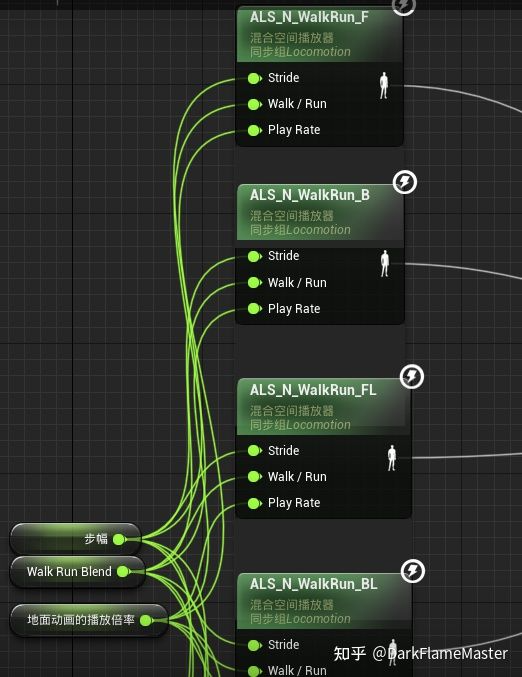 ALS_N_WalkRun_F
混合空间播放器
同步组Locomotion
Stride
Walk / Run
Play Rate
ALS_N_WalkRun_B
混合空间播放器
同步组Locomotion
Stride
Walk / Run
Play Rate
ALS_N_WalkRun_FL
混合空间播放器
同步组Locomotion
Stride
Walk / Run
Play Rate
步幅
Walk Run Blend
地面动画的播放倍率
ALS_N_WalkRun_BL
混合空间播放器
同步组Locomotion
Stride
Walk / Run
知乎 @DarkFlameMaster